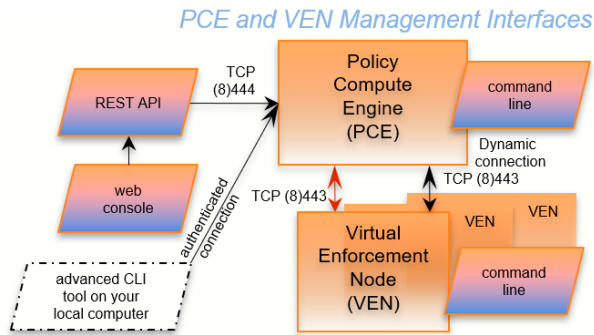 PCE and VEN Management Interfaces
TCP
(8)444
Policy
Compute
Engine
(PCE)
command
line
REST API
web
console
authenticated
connection
Dynamic
connection
TCP (8)443
TCP (8)443
advanced CLI
tool on your
local computer
Virtual
Enforcement
Node
(VEN)
VEN
VEN
command
line